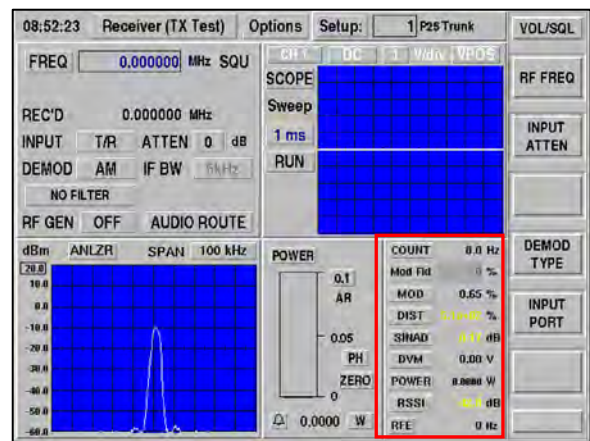 08:52:23 Receiver (TX Test) Options Setup: 1 P25 Trunk VOL/SQL
FREQ 0.000000 MHz SQU
REC'D 0.000000 MHz
INPUT T/R ATTEN 0 dB
DEMOD AM IF BW 6kHz
NO FILTER
RF GEN OFF AUDIO ROUTE
CH 1 DC 1 V/div VPOS
SCOPE
Sweep
1 ms
RUN
RF FREQ
INPUT ATTEN
DEMOD TYPE
INPUT PORT
dBm ANLZR SPAN 100 kHz
20.0
10.0
0.0
-10.0
-20.0
-30.0
-40.0
-50.0
-60.0
POWER
0.1
AR
0.05
PH
ZERO
0
0.0000 W
COUNT 0.0 Hz
Mod Fld 0 %
MOD 0.65 %
DIST %
SINAD dB
DVM 0.00 V
POWER 0.0000 W
RSSI dB
RFE 0 Hz